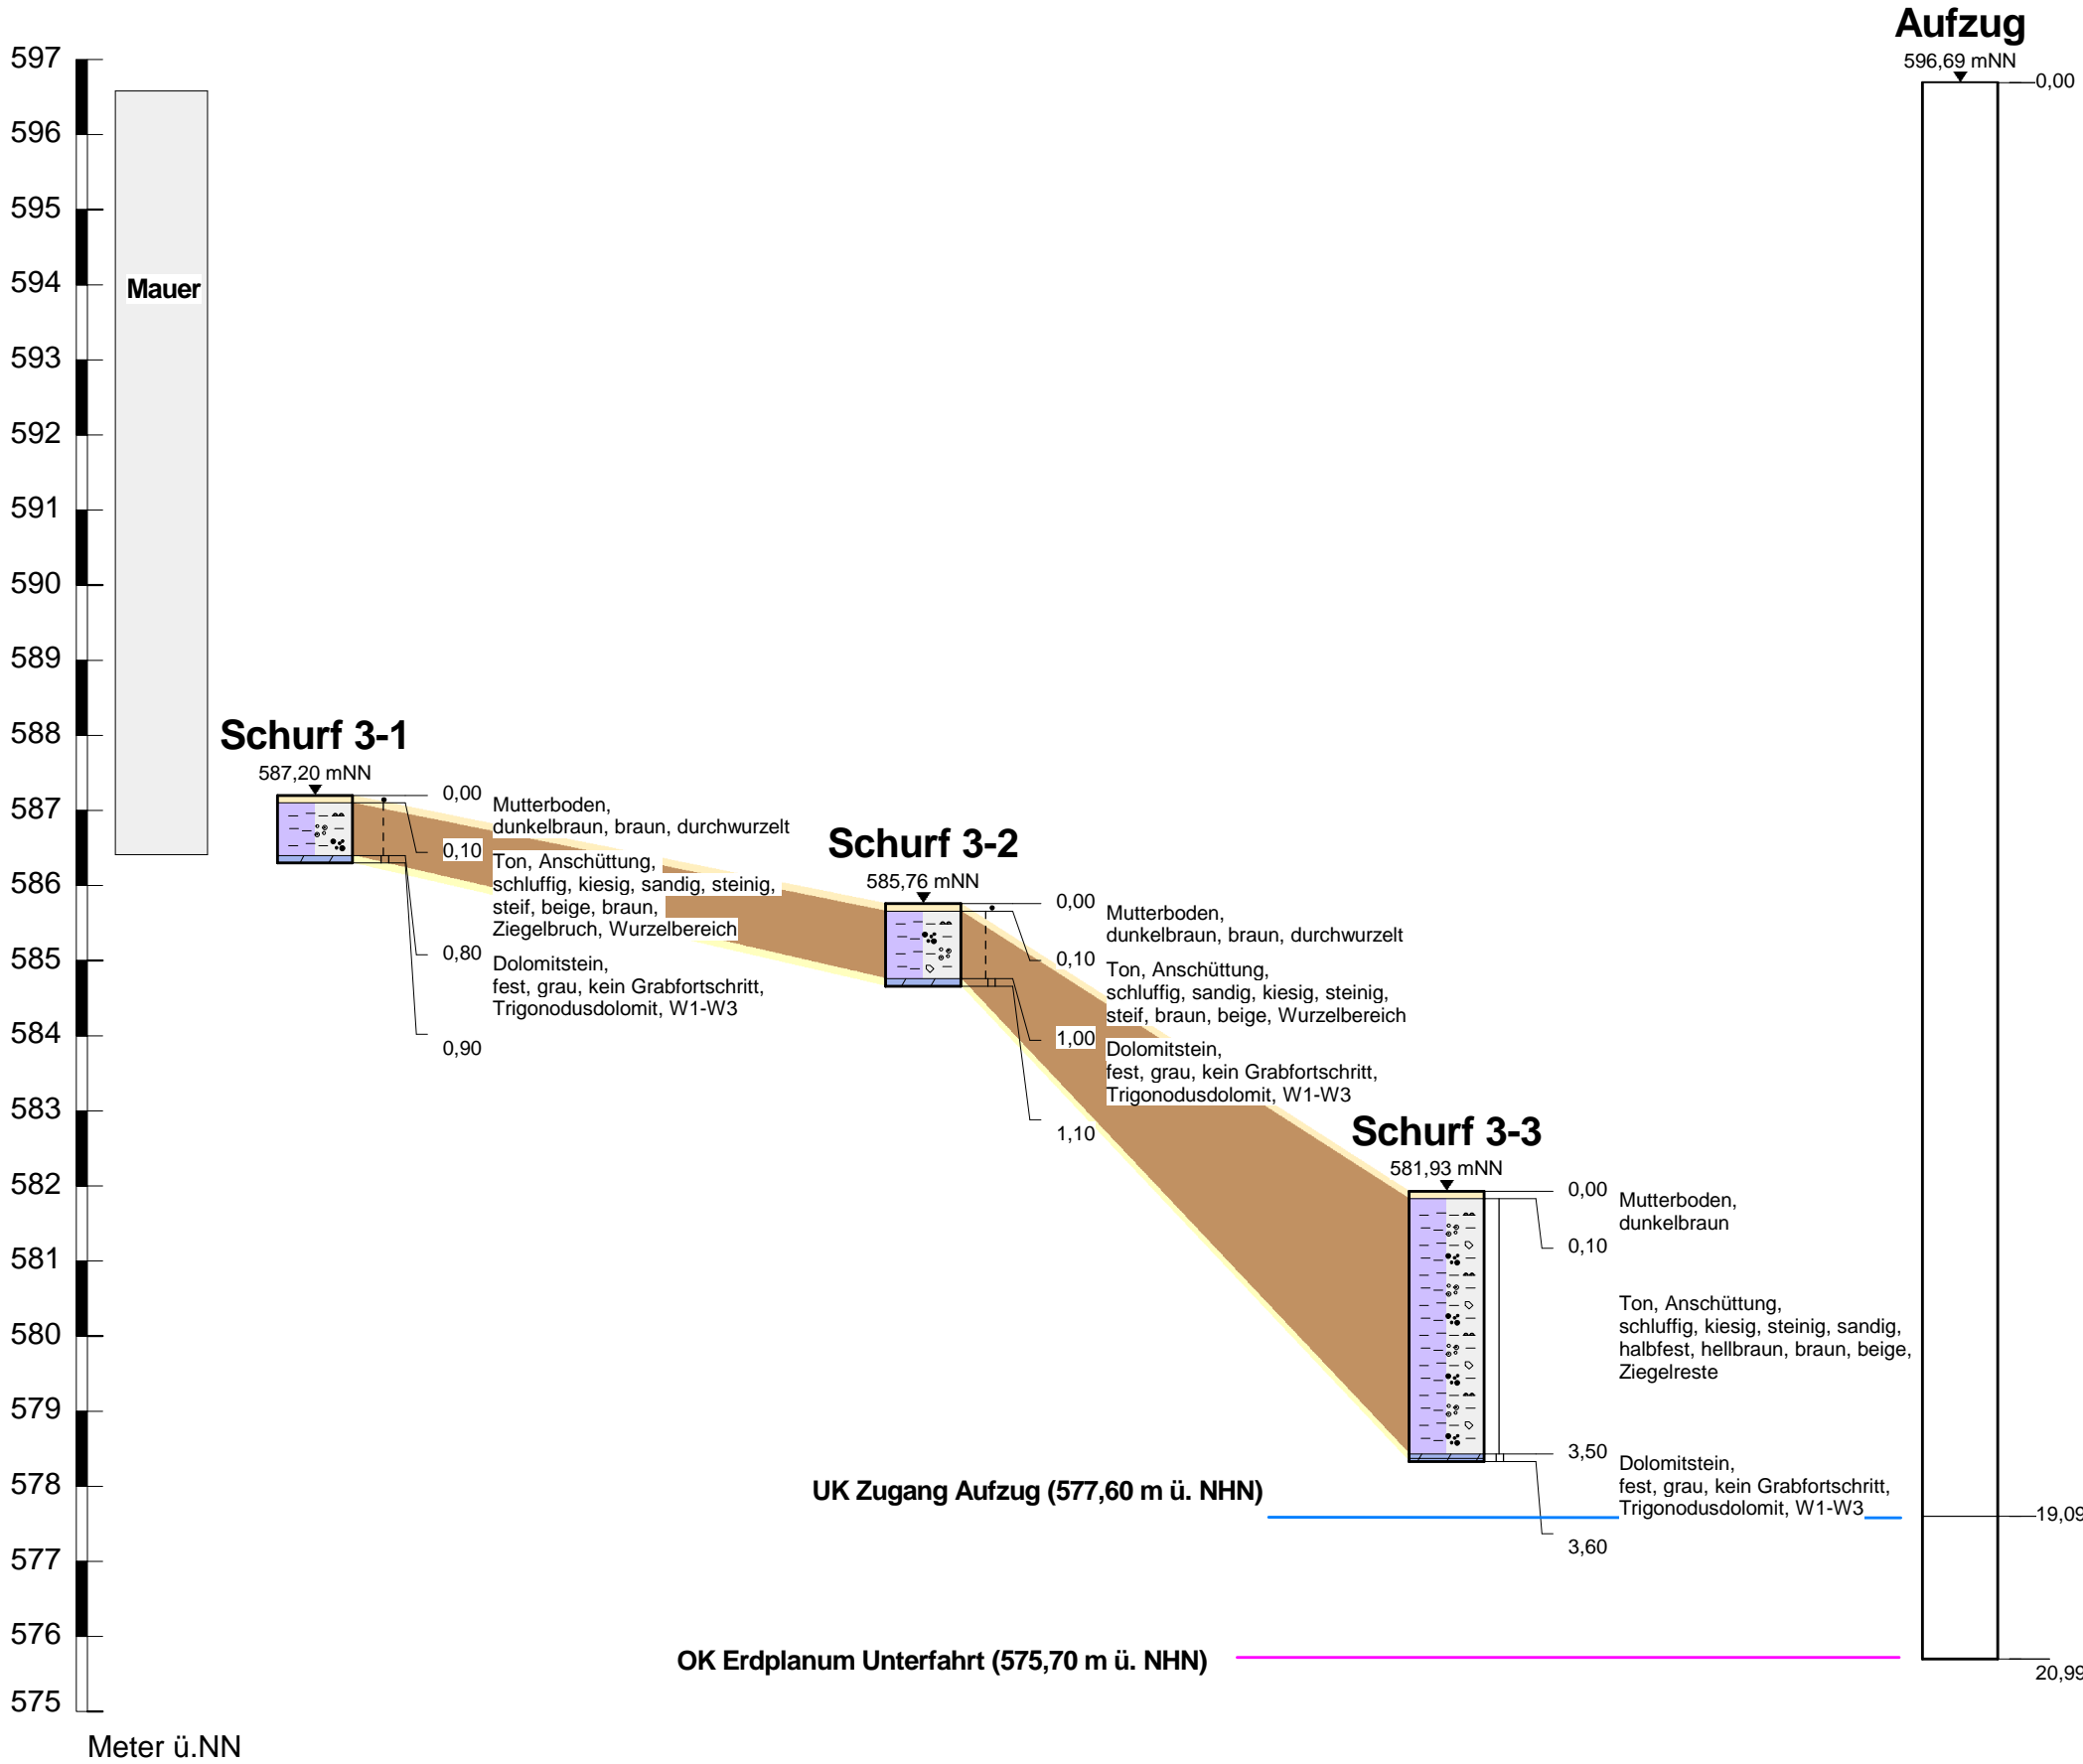 Aufzug
596,69 mNN
0,00
19,09
20,99
597
596
595
594
593
592
591
590
589
588
587
586
585
584
583
582
581
580
579
578
577
576
575
Meter ü.NN
Mauer
Schurf 3-1
587,20 mNN
0,00
Mutterboden,
dunkelbraun, braun, durchwurzelt
0,10
Ton, Anschüttung,
schluffig, kiesig, sandig, steinig,
steif, beige, braun,
Ziegelbruch, Wurzelbereich
0,80
Dolomitstein,
fest, grau, kein Grabfortschritt,
Trigonodusdolomit, W1-W3
0,90
Schurf 3-2
585,76 mNN
0,00
Mutterboden,
dunkelbraun, braun, durchwurzelt
0,10
Ton, Anschüttung,
schluffig, sandig, kiesig, steinig,
steif, braun, beige, Wurzelbereich
1,00
Dolomitstein,
fest, grau, kein Grabfortschritt,
Trigonodusdolomit, W1-W3
1,10
Schurf 3-3
581,93 mNN
0,00
Mutterboden,
dunkelbraun
0,10
Ton, Anschüttung,
schluffig, kiesig, steinig, sandig,
halbfest, hellbraun, braun, beige,
Ziegelreste
3,50
Dolomitstein,
fest, grau, kein Grabfortschritt,
Trigonodusdolomit, W1-W3
3,60
UK Zugang Aufzug (577,60 m ü. NHN)
OK Erdplanum Unterfahrt (575,70 m ü. NHN)